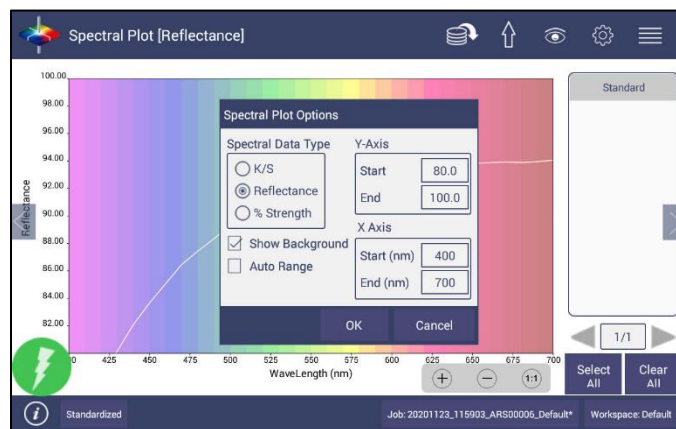 Spectral Plot [Reflectance]
100.00
98.00
96.00
94.00
92.00
90.00
88.00
86.00
84.00
82.00
Reflectance
Spectral Plot Options
Spectral Data Type
K/S
Reflectance
% Strength
Show Background
Auto Range
Y-Axis
Start 80.0
End 100.0
X Axis
Start (nm) 400
End (nm) 700
OK Cancel
425 450 475 500 525 550 575 600 625 650 675 700
WaveLength (nm)
1:1
Standard
1/1
Select All
Clear All
i
Standardized
Job: 20201123_115903_ARS00006_Default*
Workspace: Default